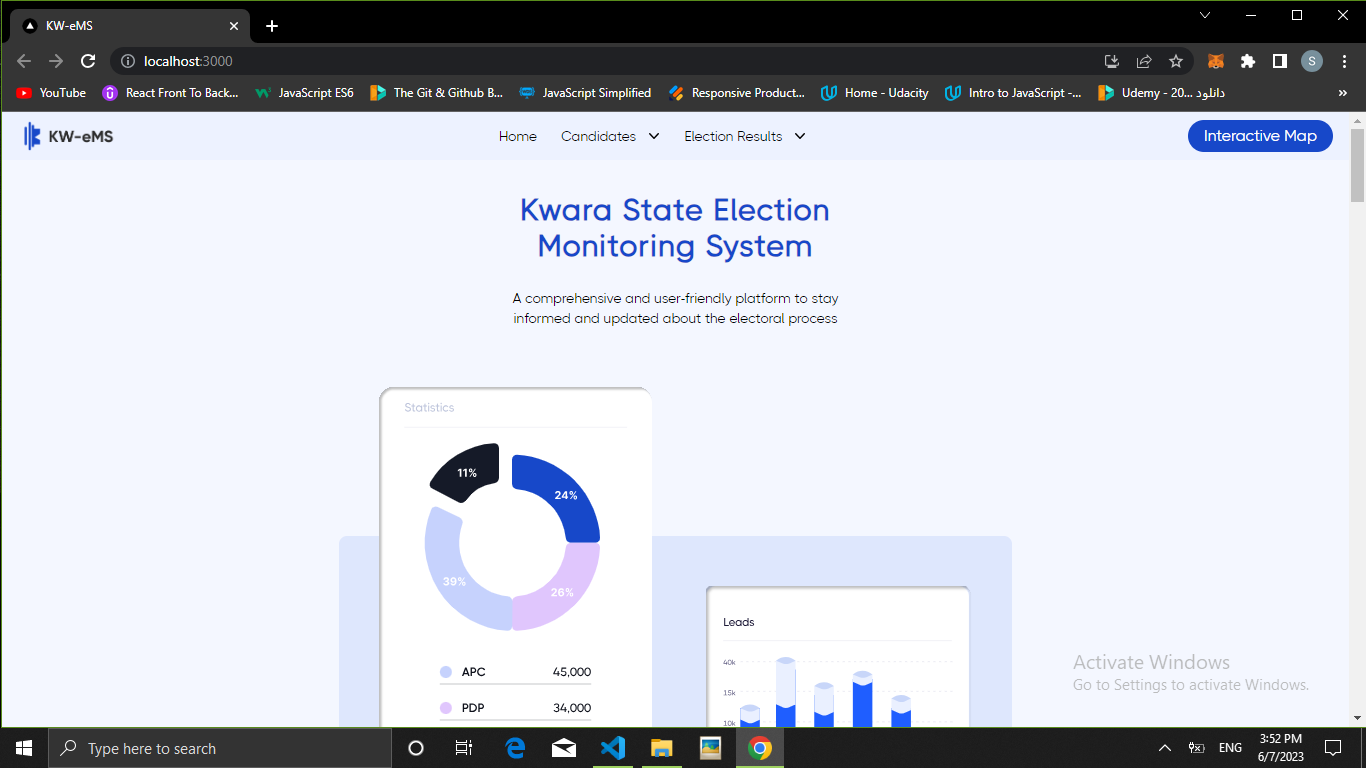 KW-eMS
localhost:3000
S
YouTube
React Front To Back...
JavaScript ES6
The Git & Github B...
JavaScript Simplified
Responsive Product...
Home - Udacity
Intro to JavaScript -...
Udemy - 20... دانلود
»
KW-eMS
Home
Candidates
Election Results
Interactive Map
Kwara State Election
Monitoring System
A comprehensive and user-friendly platform to stay
informed and updated about the electoral process
Statistics
11%
24%
39%
26%
APC 45,000
PDP 34,000
Leads
40k
15k
10k
Activate Windows
Go to Settings to activate Windows.
Type here to search
ENG
3:52 PM
6/7/2023